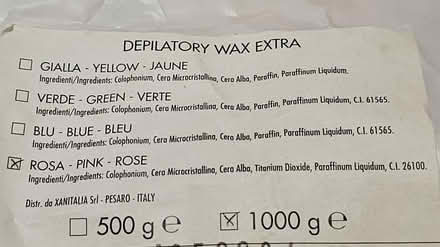 DEPILATORY WAX EXTRA
GIALLA - YELLOW - JAUNE
Ingredienti/Ingredients: Colophonium, Cera Microcristallina, Cera Alba, Paraffin, Paraffinum Liquidum.
VERDE - GREEN - VERTE
Ingredienti/Ingredients: Colophonium, Cera Microcristallina, Cera Alba, Paraffin, Paraffinum Liquidum, C.I. 61565.
BLU - BLUE - BLEU
Ingredienti/Ingredients: Colophonium, Cera Microcristallina, Cera Alba, Paraffin, Paraffinum Liquidum, C.I. 61565.
ROSA - PINK - ROSE
Ingredienti/Ingredients: Colophonium, Cera Microcristallina, Cera Alba, Titanium Dioxide, Paraffinum Liquidum, C.I. 26100.
Distr. da XANITALIA Srl - PESARO - ITALY
500 g ℮ 1000 g ℮